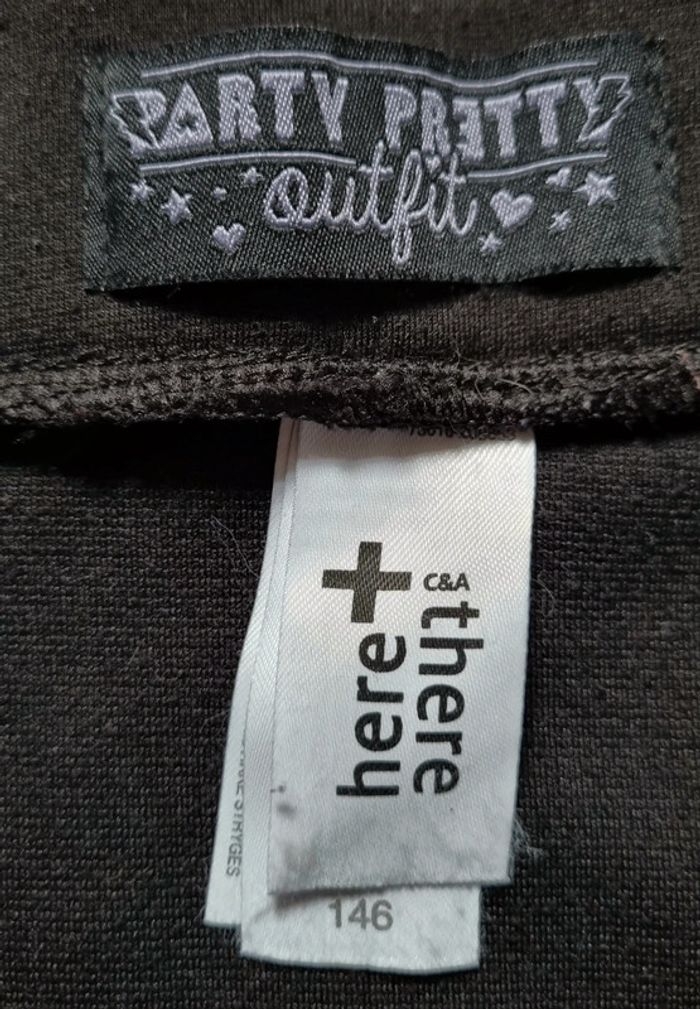 PARTY PRETTY
outfit
C&A
here + there
146